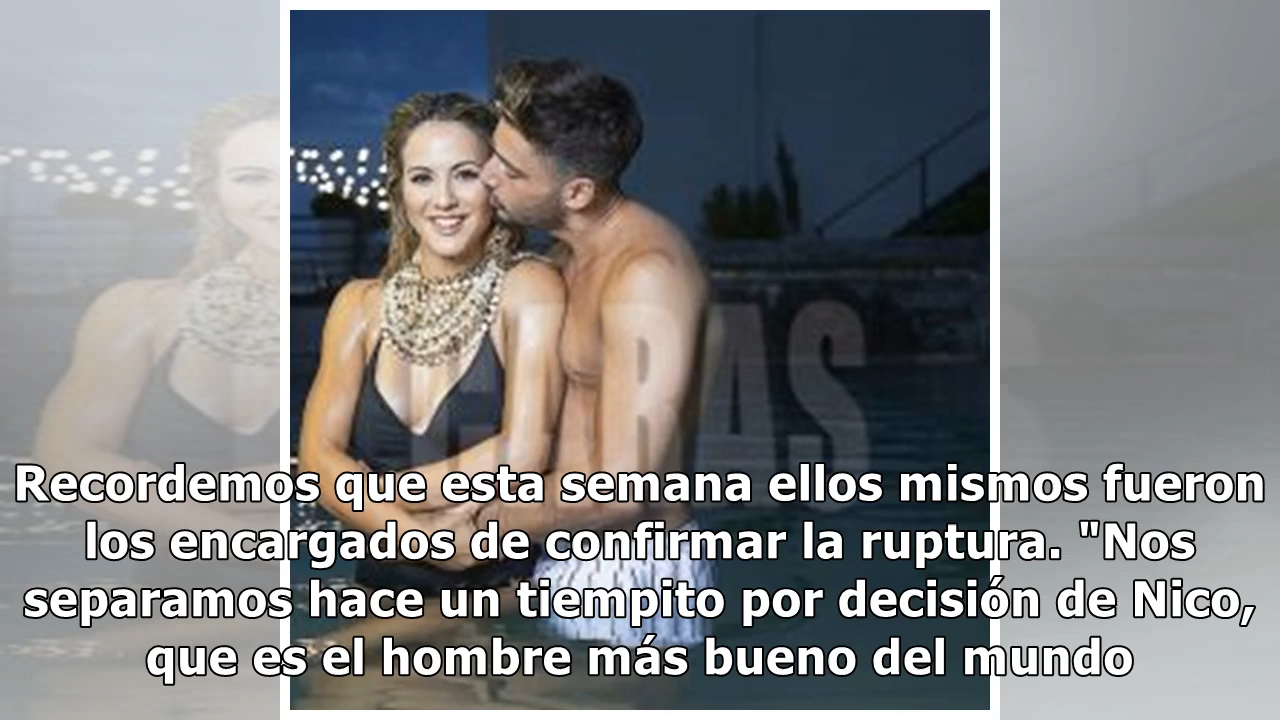 CARAS
Recordemos que esta semana ellos mismos fueron
los encargados de confirmar la ruptura. "Nos
separamos hace un tiempito por decisión de Nico,
que es el hombre más bueno del mundo